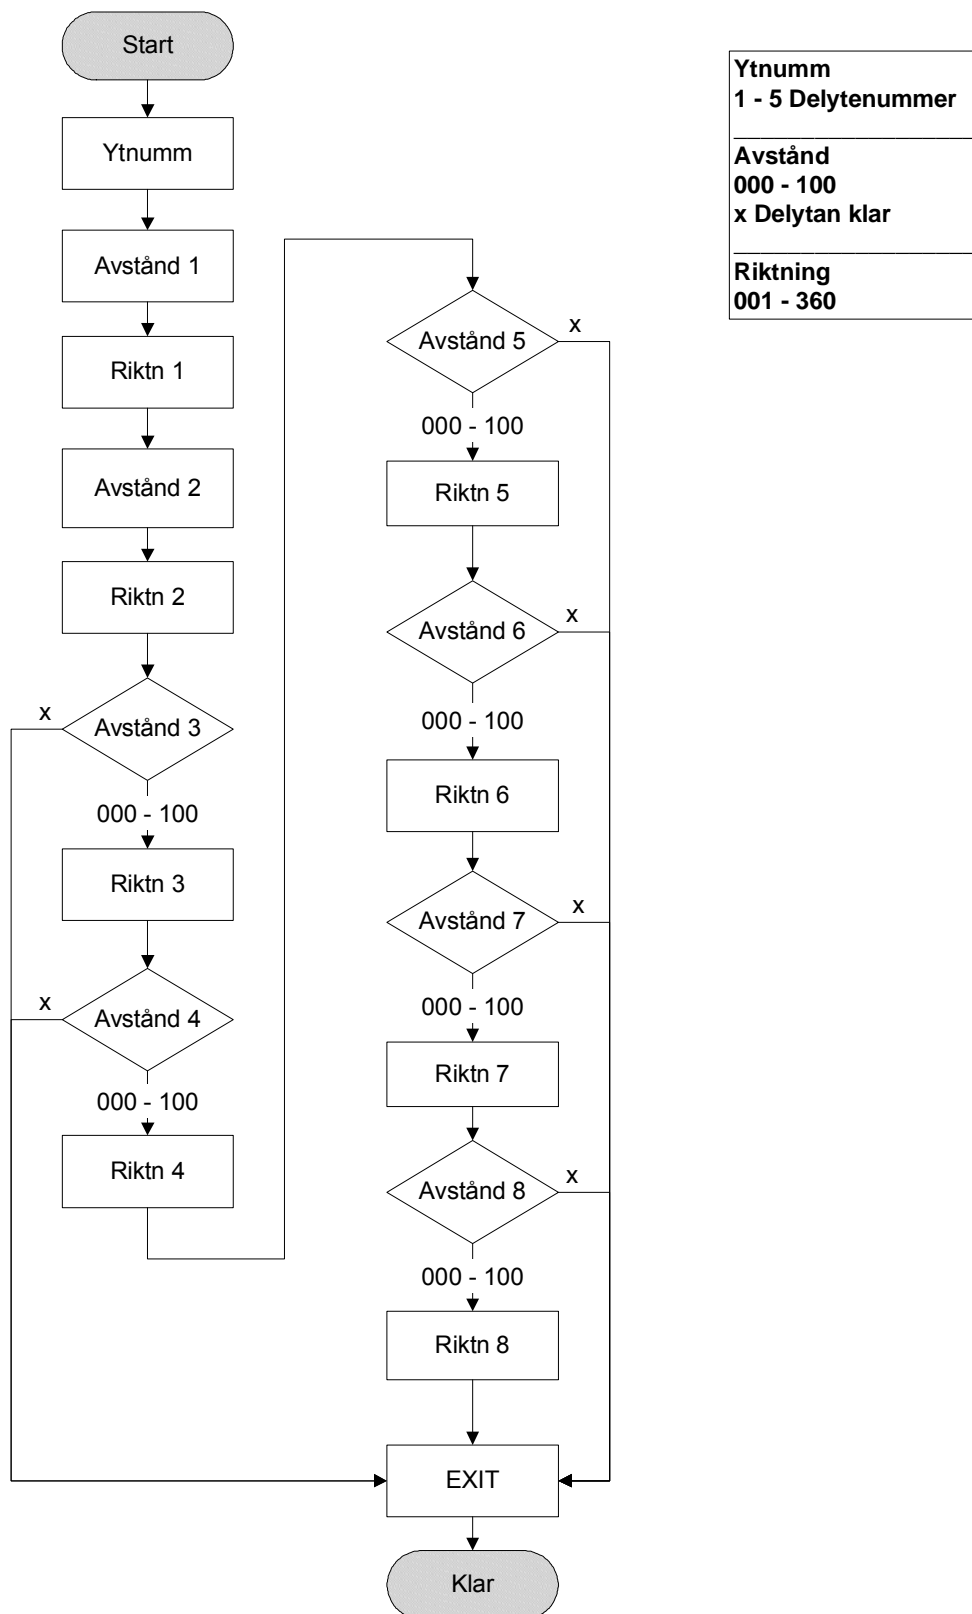 Start
Ytnumm
Avstånd 1
Riktn 1
Avstånd 2
Riktn 2
x
Avstånd 3
000 - 100
Riktn 3
x
Avstånd 4
000 - 100
Riktn 4
Avstånd 5
x
000 - 100
Riktn 5
Avstånd 6
x
000 - 100
Riktn 6
Avstånd 7
x
000 - 100
Riktn 7
Avstånd 8
x
000 - 100
Riktn 8
EXIT
Klar
Ytnumm
1 - 5 Delytenummer
Avstånd
000 - 100
x Delytan klar
Riktning
001 - 360